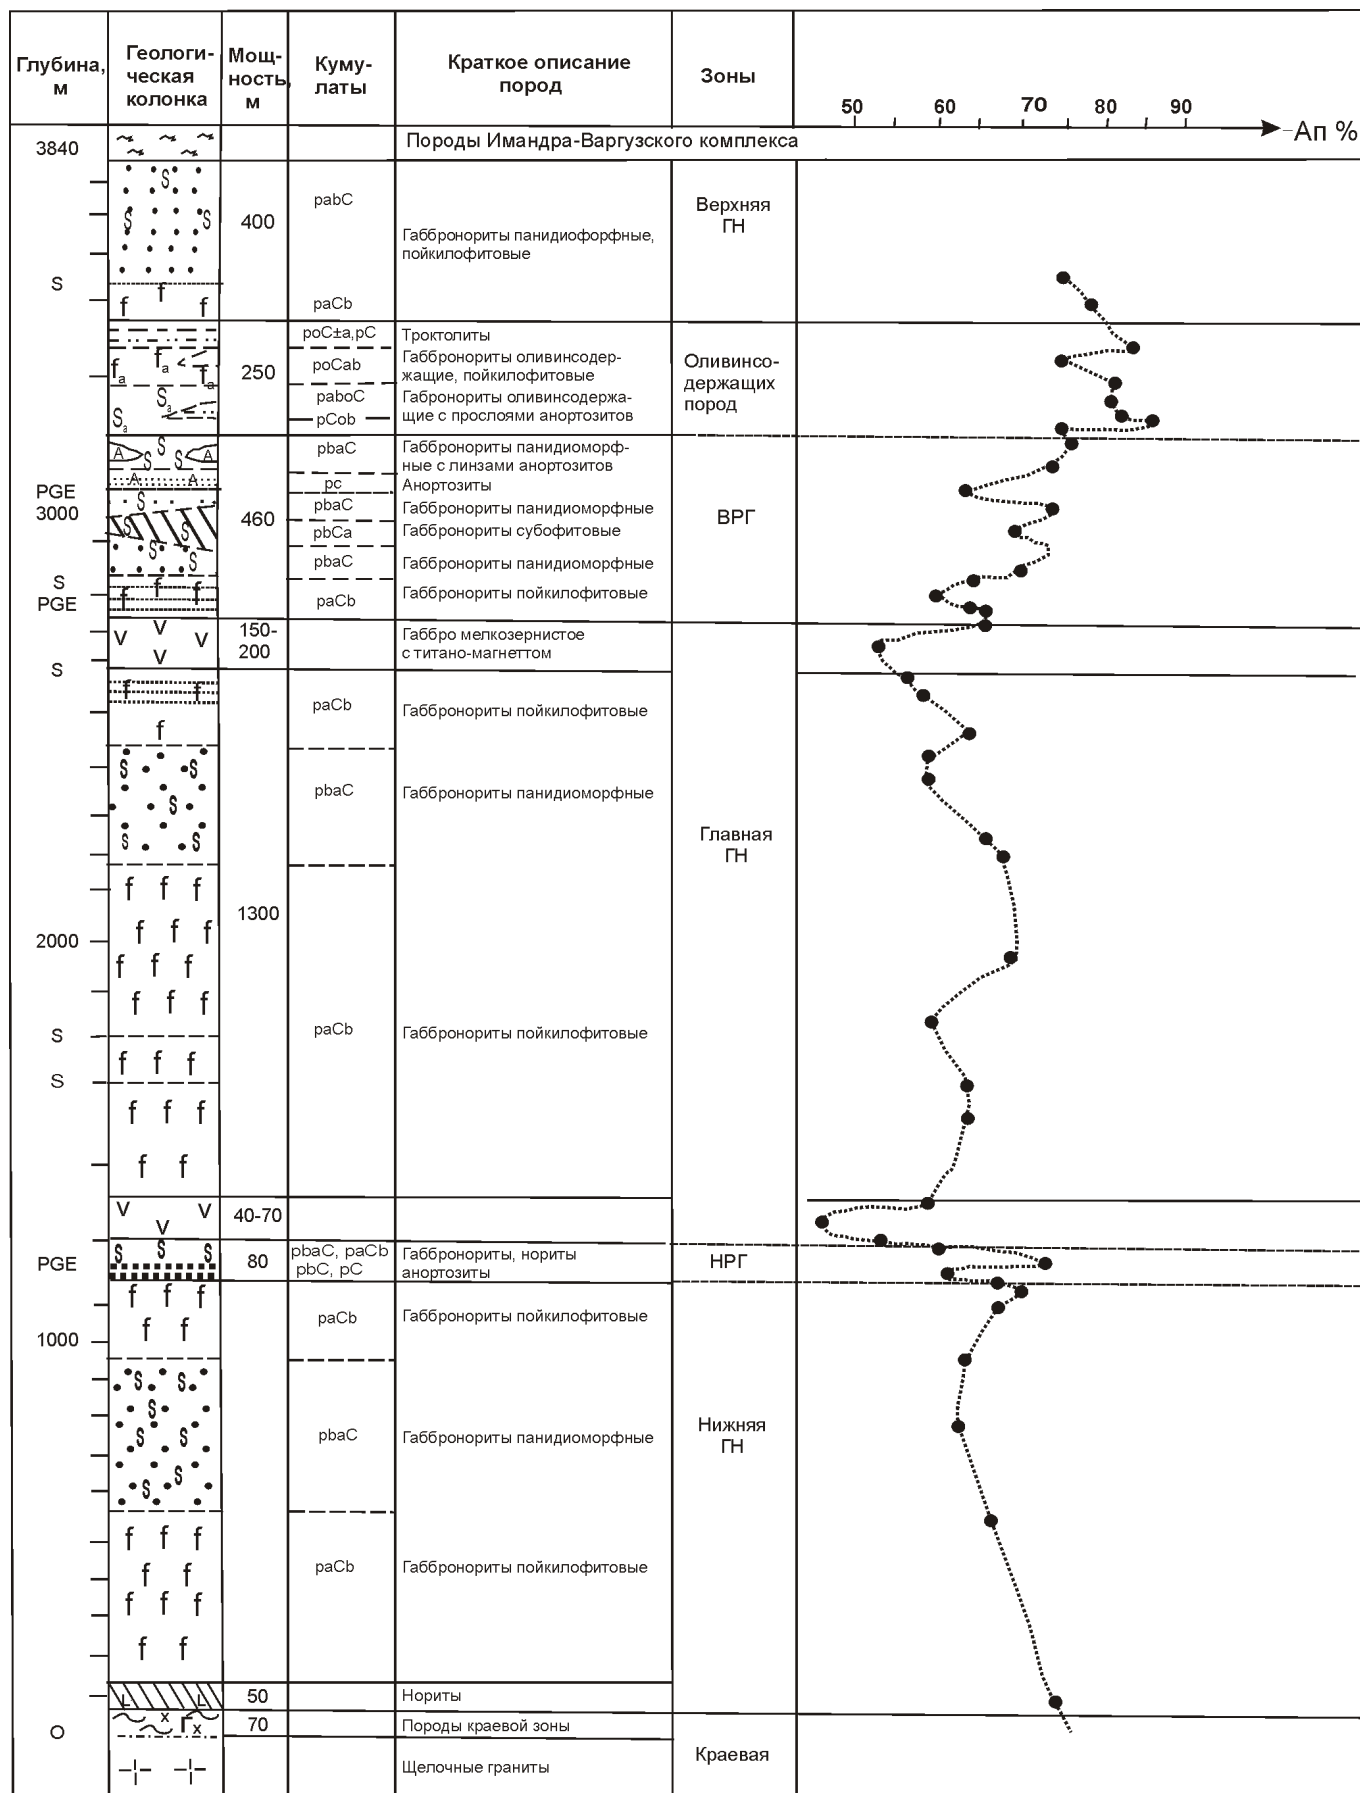 Глубина,
м
Геологи-
ческая
колонка
Мощ-
ность,
м
Куму-
латы
Краткое описание
пород
Зоны
50 60 70 80 90
Ап %
3840
Породы Имандра-Варгузского комплекса
400
pabC
Габбронориты панидиофорфные,
пойкилофитовые
Верхняя
ГН
S
paCb
250
poC±a,pC
Троктолиты
poCab
Габбронориты оливинсодер-
жащие, пойкилофитовые
Оливинсо-
держащих
пород
paboC
Габронориты оливинсодержа-
щие с прослоями анортозитов
pCob
pbaC
Габбронориты панидиоморф-
ные с линзами анортозитов
PGE
3000
460
pc
Анортозиты
pbaC
Габбронориты панидиоморфные
ВРГ
pbCa
Габбронориты субофитовые
pbaC
Габбронориты панидиоморфные
S
PGE
paCb
Габбронориты пойкилофитовые
150-
200
Габбро мелкозернистое
с титано-магнеттом
S
paCb
Габбронориты пойкилофитовые
pbaC
Габбронориты панидиоморфные
Главная
ГН
1300
2000
S
S
paCb
Габбронориты пойкилофитовые
40-70
PGE
80
pbaC, paCb
pbC, pC
Габбронориты, нориты
анортозиты
НРГ
1000
paCb
Габбронориты пойкилофитовые
pbaC
Габбронориты панидиоморфные
Нижняя
ГН
paCb
Габбронориты пойкилофитовые
50
Нориты
O
70
Породы краевой зоны
Щелочные граниты
Краевая